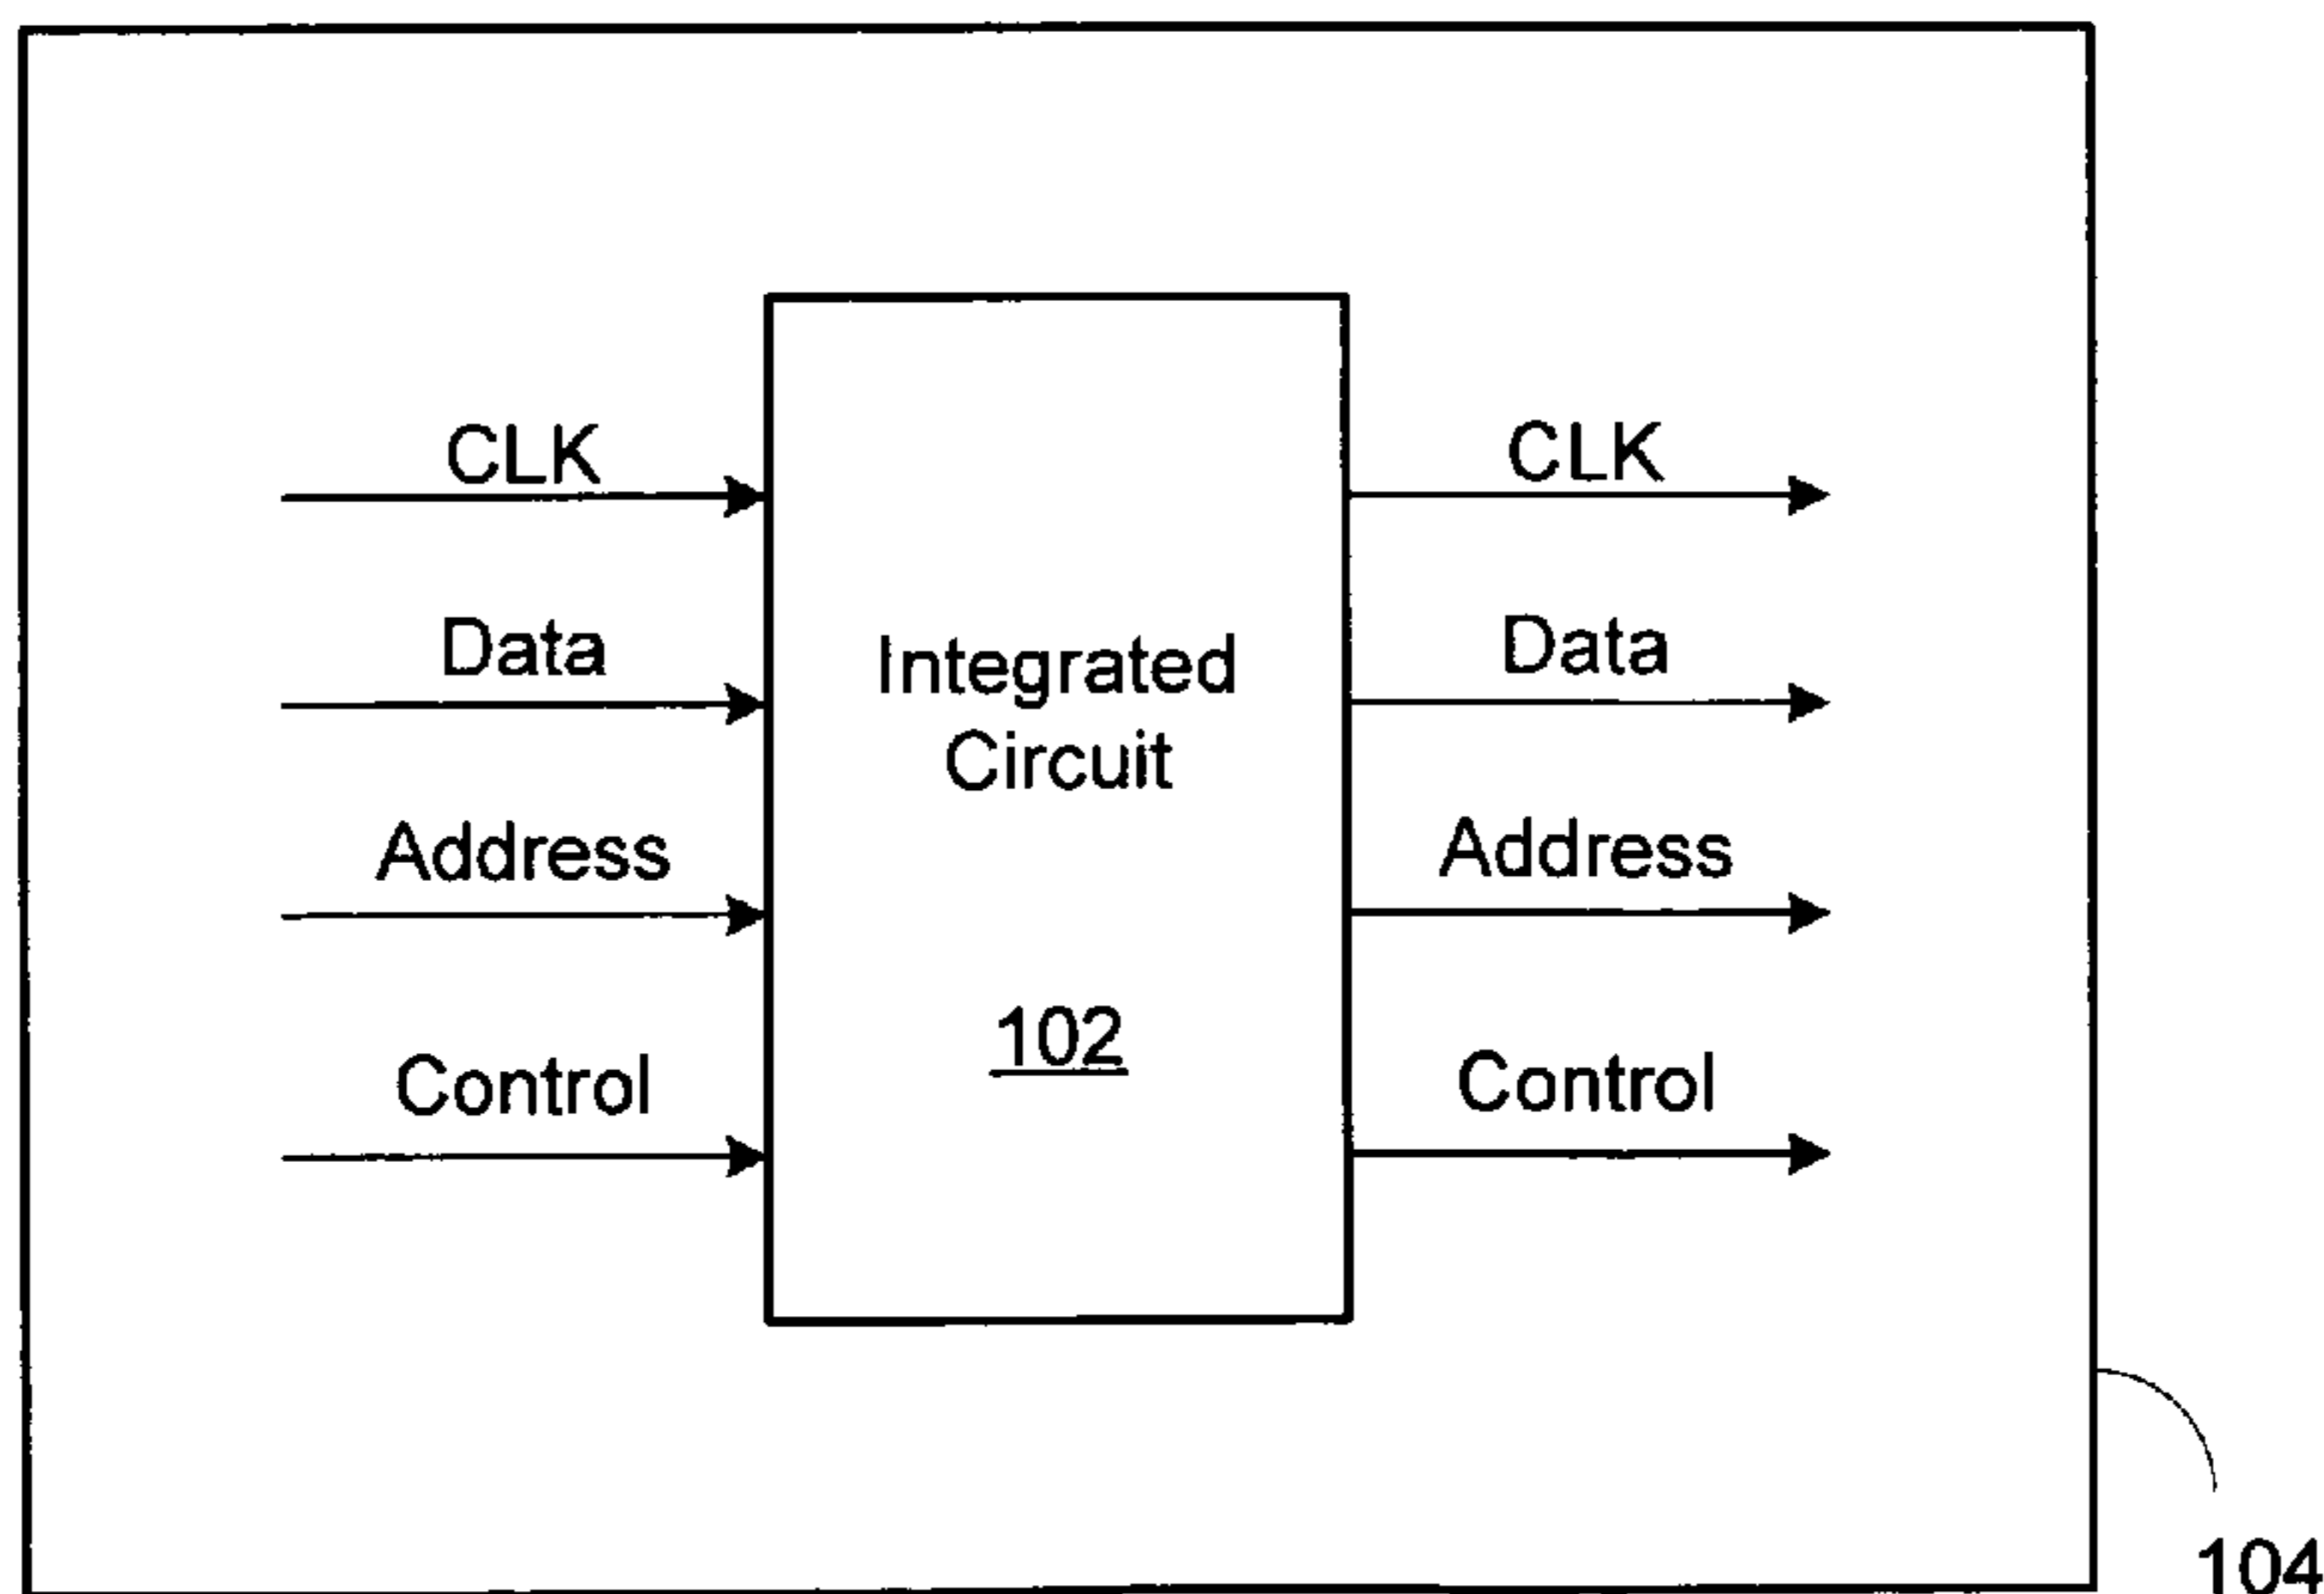 CLK
Data
Address
Control
Integrated
Circuit
102
CLK
Data
Address
Control
104